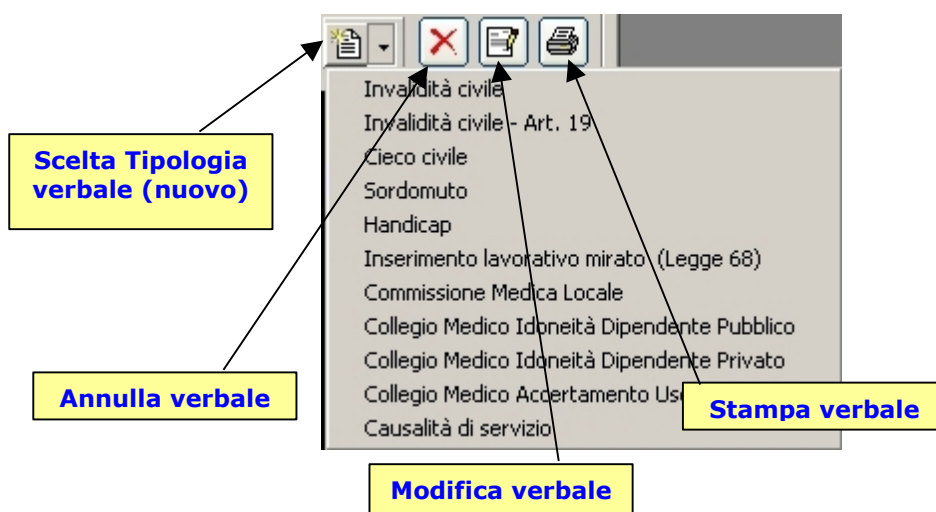 Invalidità civile
Invalidità civile - Art. 19
Cieco civile
Sordomuto
Handicap
Inserimento lavorativo mirato (Legge 68)
Commissione Medica Locale
Collegio Medico Idoneità Dipendente Pubblico
Collegio Medico Idoneità Dipendente Privato
Collegio Medico Accertamento
Causalità di servizio
Scelta Tipologia
verbale (nuovo)
Annulla verbale
Stampa verbale
Modifica verbale